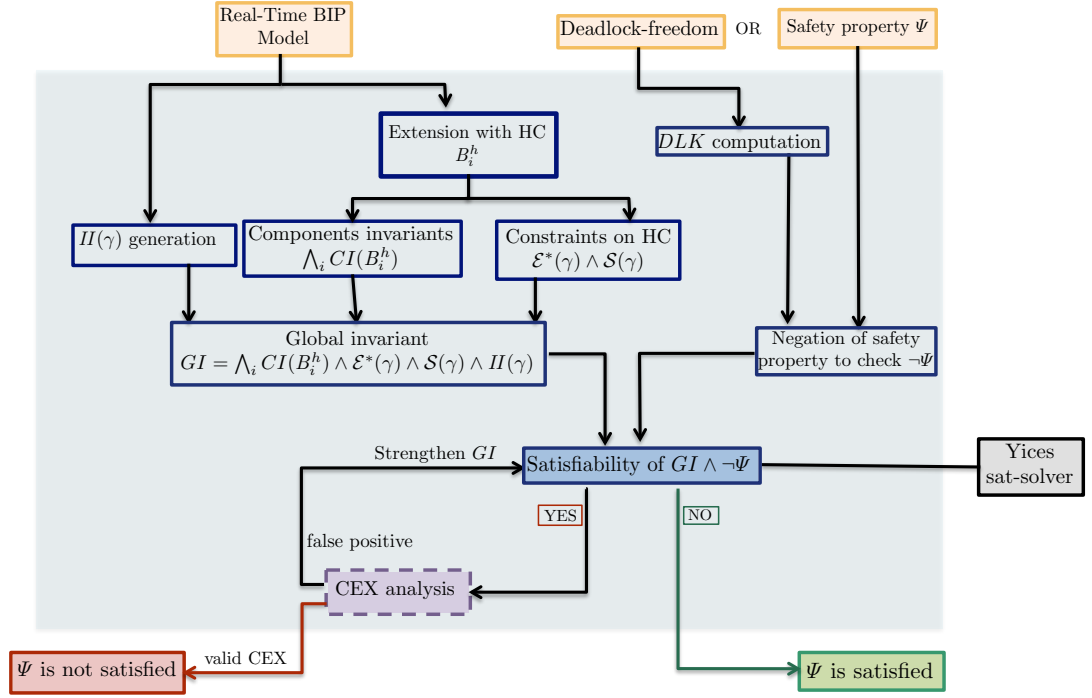 Real-Time BIP
Model
Deadlock-freedom
OR
Safety property Ψ
Extension with HC
B_i^h
DLK computation
II(γ) generation
Components invariants
⋀_i CI(B_i^h)
Constraints on HC
ℰ*(γ) ∧ 𝒮(γ)
Global invariant
GI = ⋀_i CI(B_i^h) ∧ ℰ*(γ) ∧ 𝒮(γ) ∧ II(γ)
Negation of safety
property to check ¬Ψ
Strengthen GI
Satisfiability of GI ∧ ¬Ψ
Yices
sat-solver
YES
NO
false positive
CEX analysis
valid CEX
Ψ is not satisfied
Ψ is satisfied